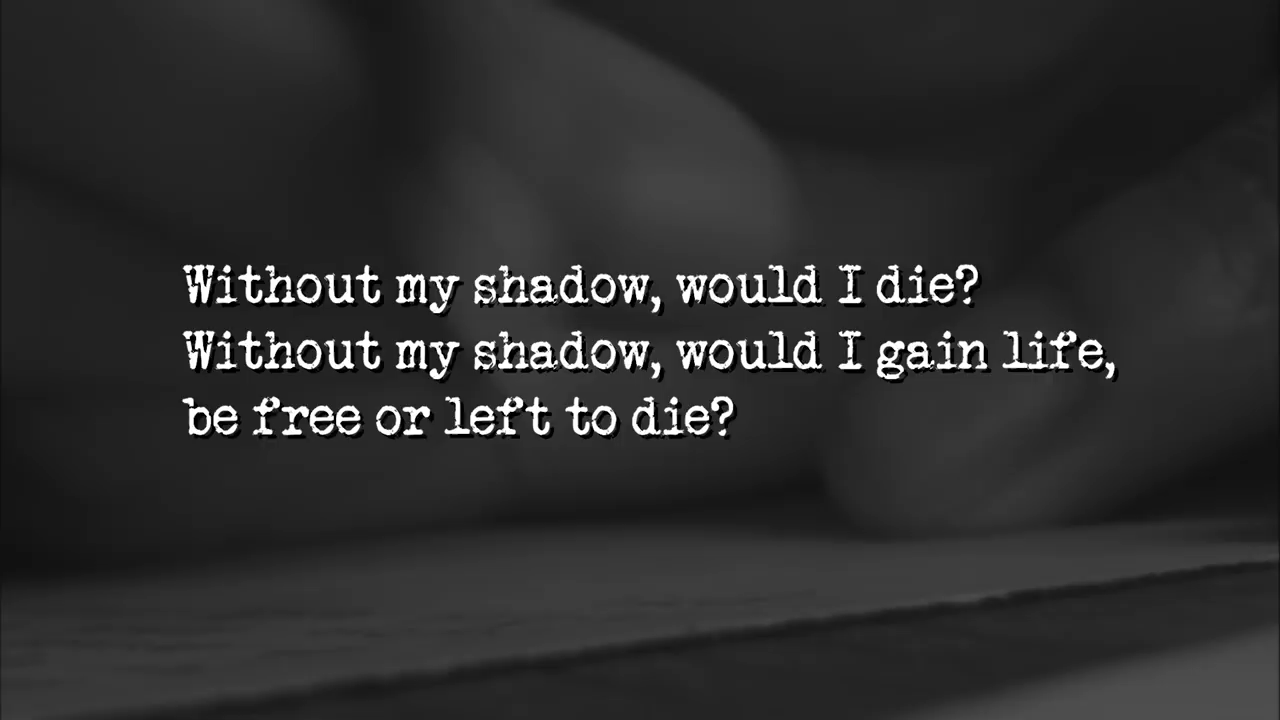 Without my shadow, would I die?
Without my shadow, would I gain life,
be free or left to die?